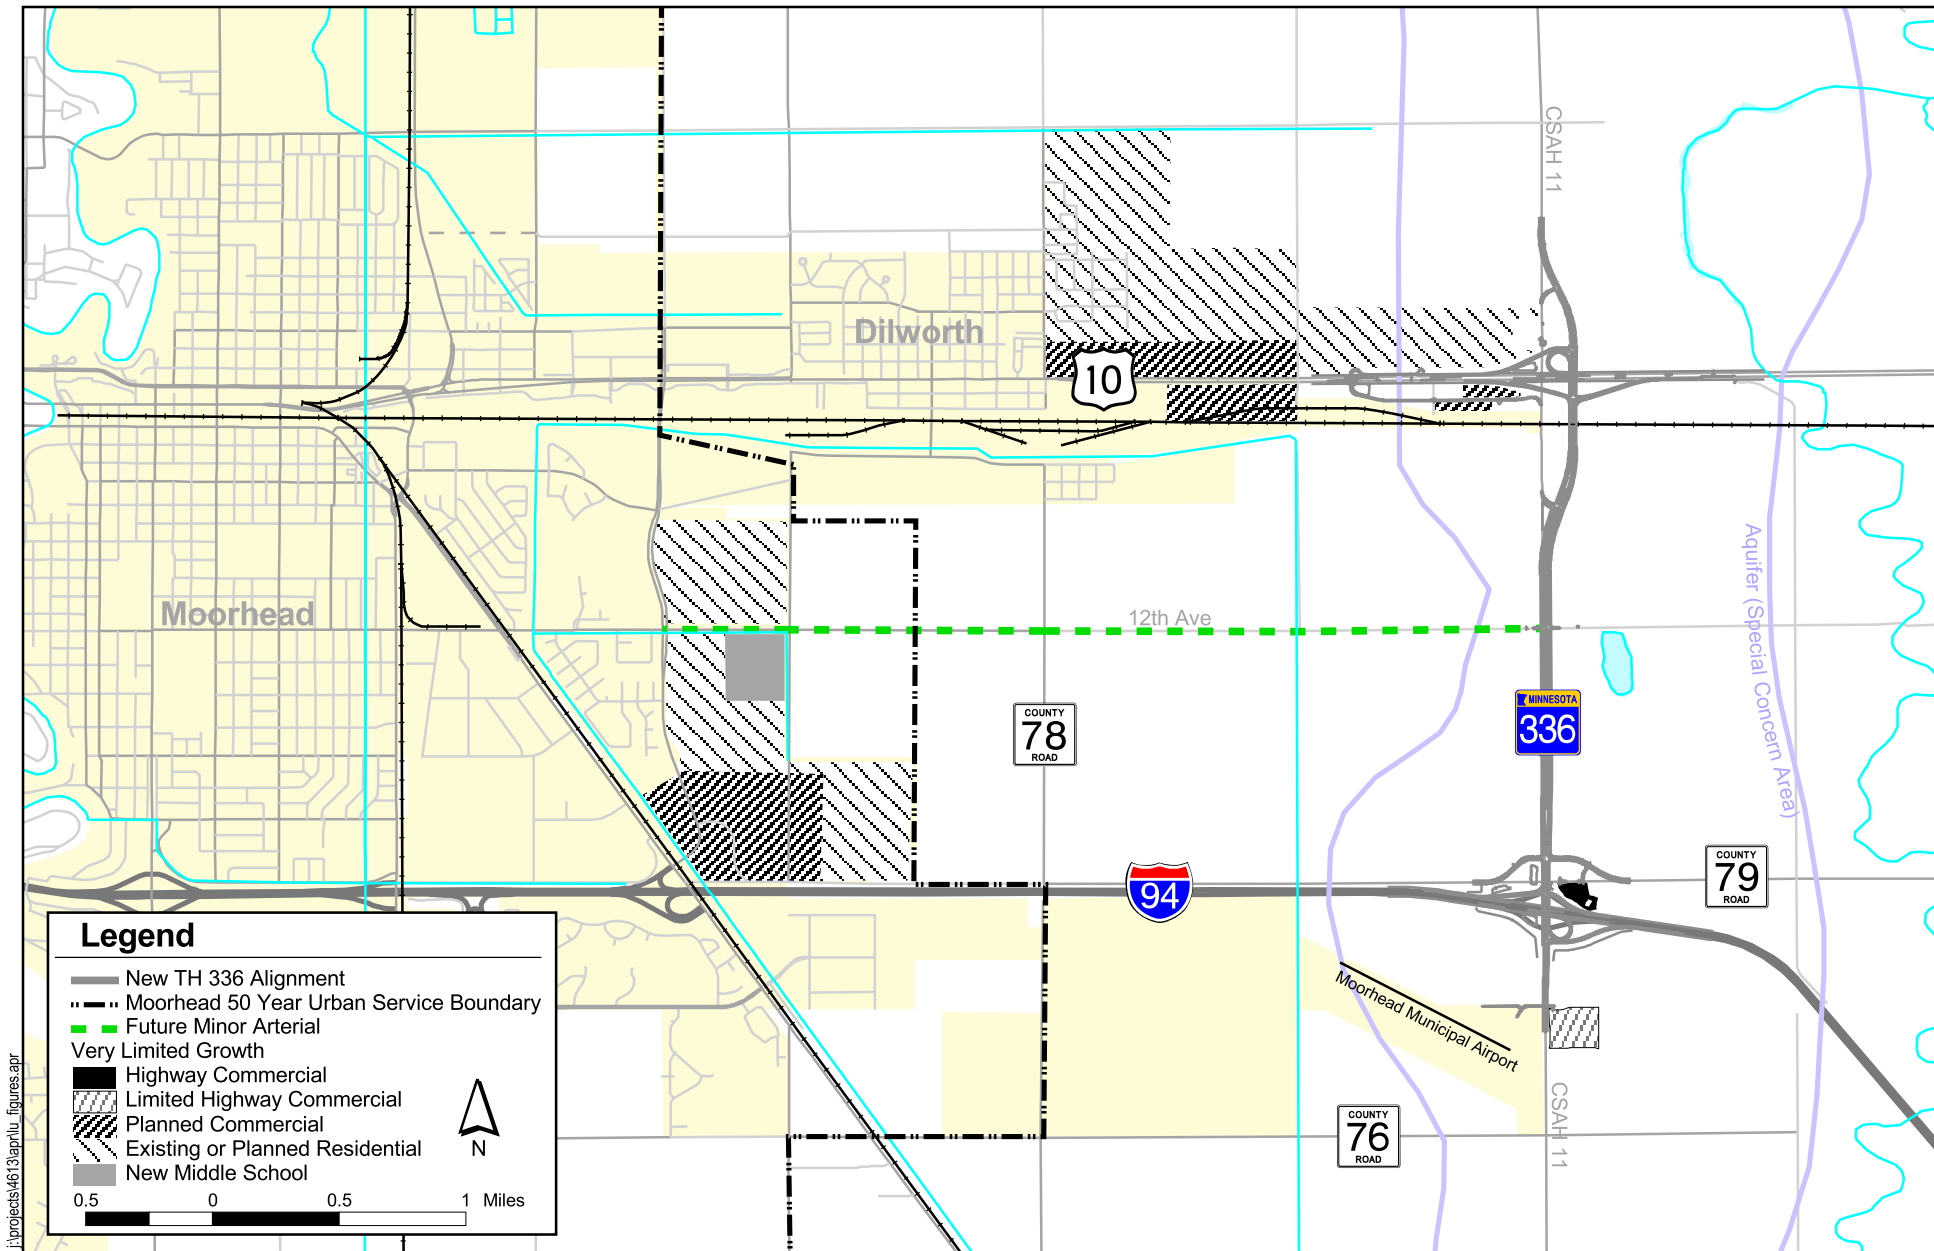 CSAH 11
Dilworth
10
Moorhead
12th Ave
Aquifer (Special Concern Area)
MINNESOTA
336
COUNTY
78
ROAD
COUNTY
79
ROAD
94
Moorhead Municipal Airport
CSAH 11
COUNTY
76
ROAD
Legend
New TH 336 Alignment
Moorhead 50 Year Urban Service Boundary
Future Minor Arterial
Very Limited Growth
Highway Commercial
Limited Highway Commercial
Planned Commercial
Existing or Planned Residential
New Middle School
N
0.5 0 0.5 1 Miles
j:\projects\4613\apr\lu_figures.apr